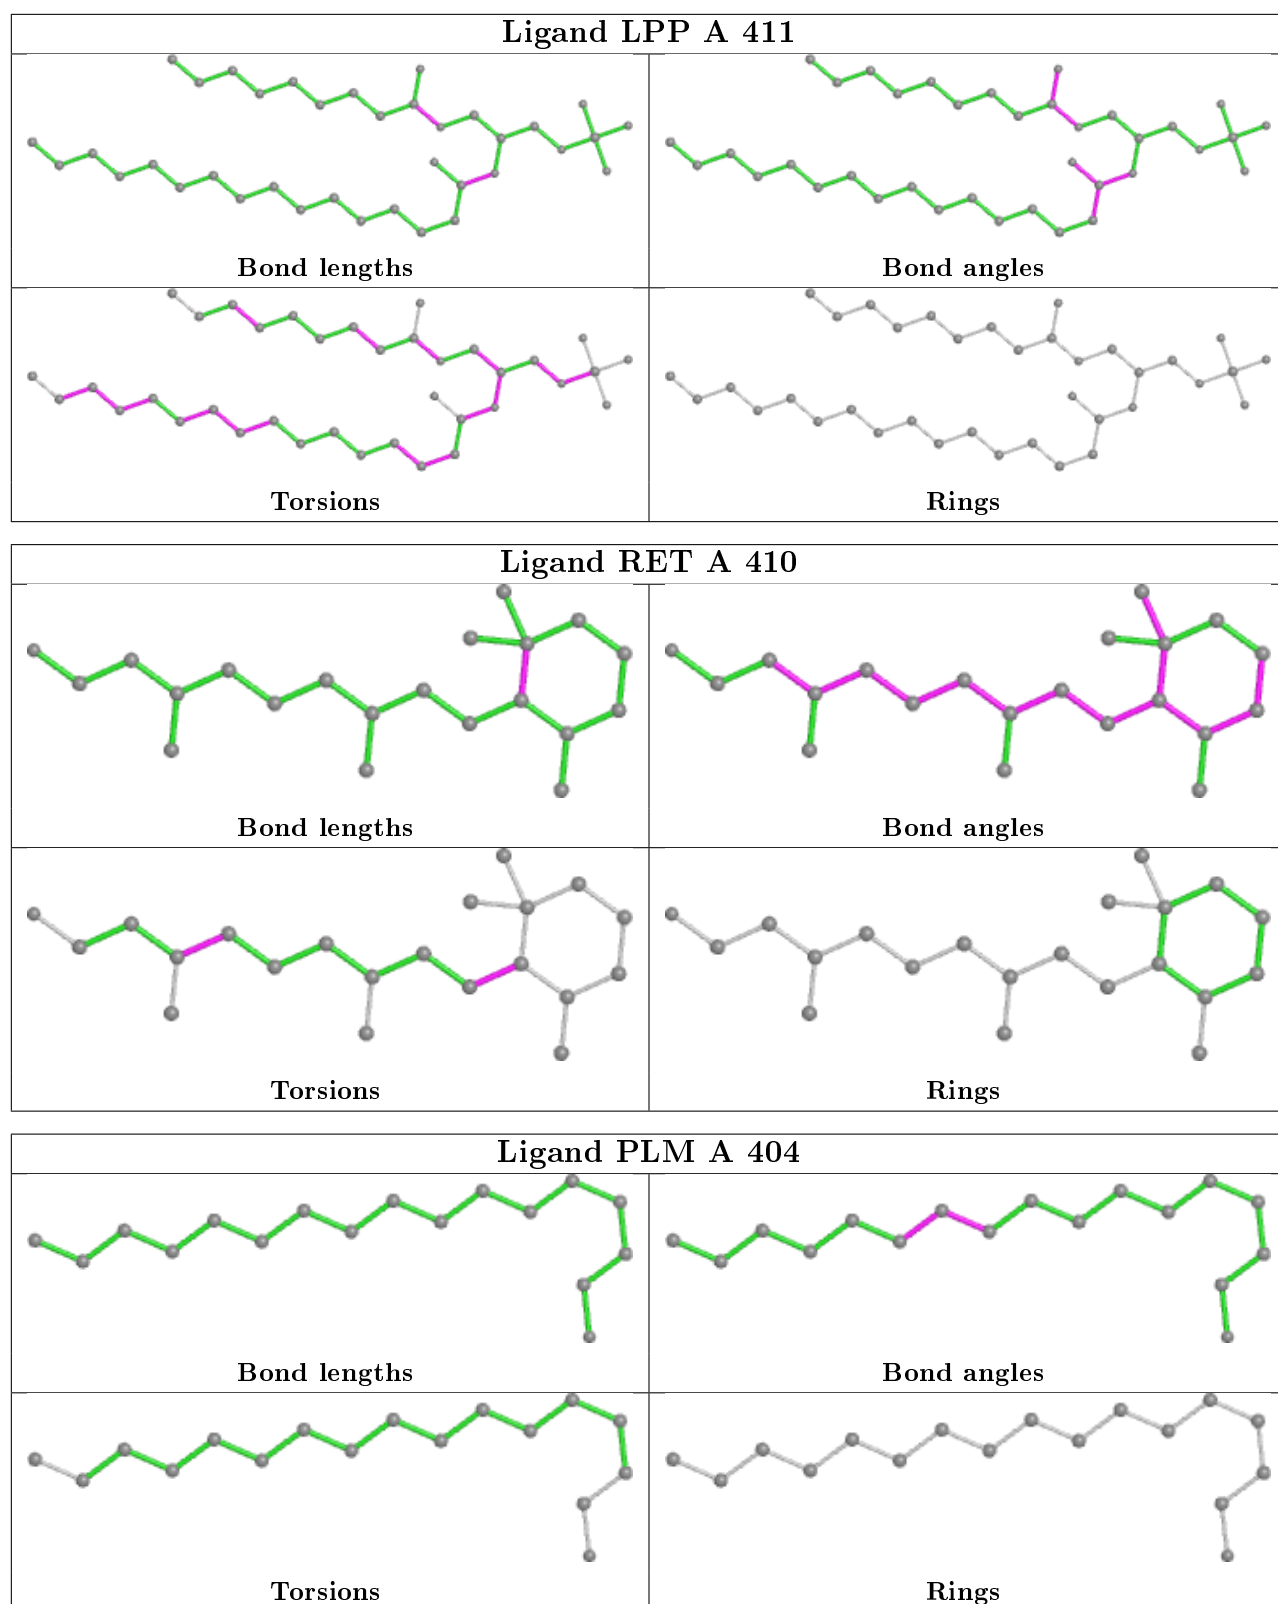 Ligand LPP A 411
Bond lengths
Bond angles
Torsions
Rings
Ligand RET A 410
Bond lengths
Bond angles
Torsions
Rings
Ligand PLM A 404
Bond lengths
Bond angles
Torsions
Rings